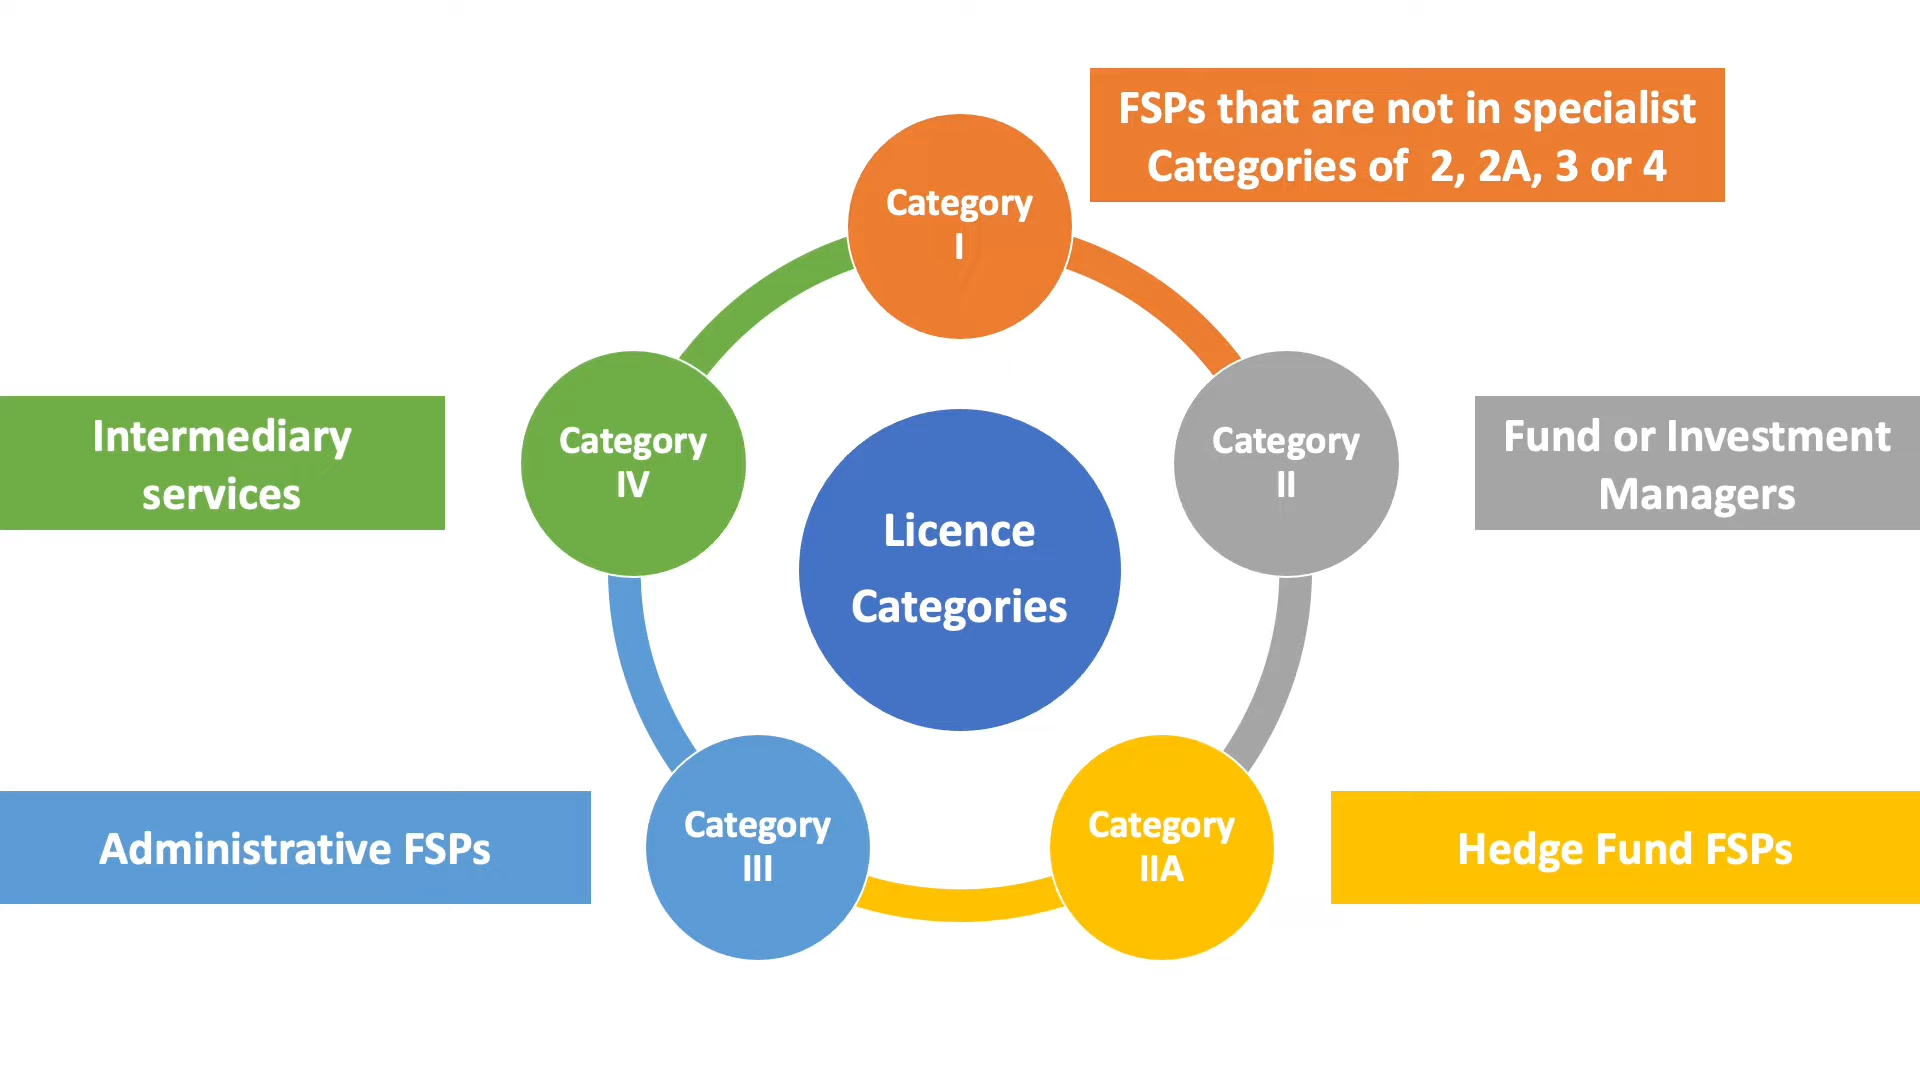 FSPs that are not in specialist
Categories of 2, 2A, 3 or 4
Category
I
Category
II
Fund or Investment
Managers
Category
IIA
Hedge Fund FSPs
Category
III
Administrative FSPs
Category
IV
Intermediary
services
Licence
Categories